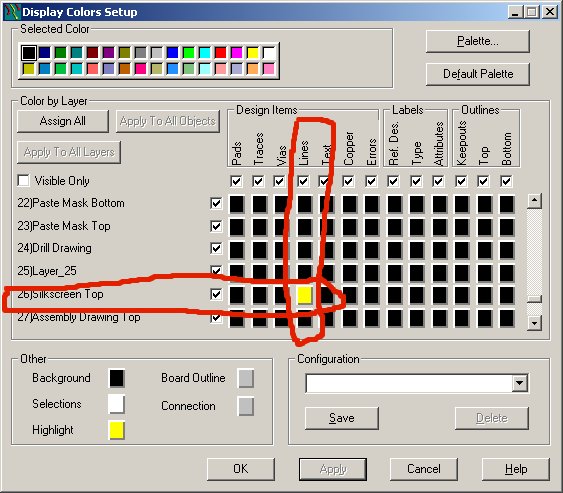 Display Colors Setup
Selected Color
Palette...
Default Palette
Color by Layer
Assign All
Apply To All Objects
Apply To All Layers
Design Items
Labels
Outlines
Pads
Traces
Vias
Lines
Text
Copper
Errors
Ref. Des.
Type
Attributes
Keepouts
Top
Bottom
Visible Only
22)Paste Mask Bottom
23)Paste Mask Top
24)Drill Drawing
25)Layer_25
26)Silkscreen Top
27)Assembly Drawing Top
Other
Background
Board Outline
Selections
Connection
Highlight
Configuration
Save
Delete
OK
Apply
Cancel
Help